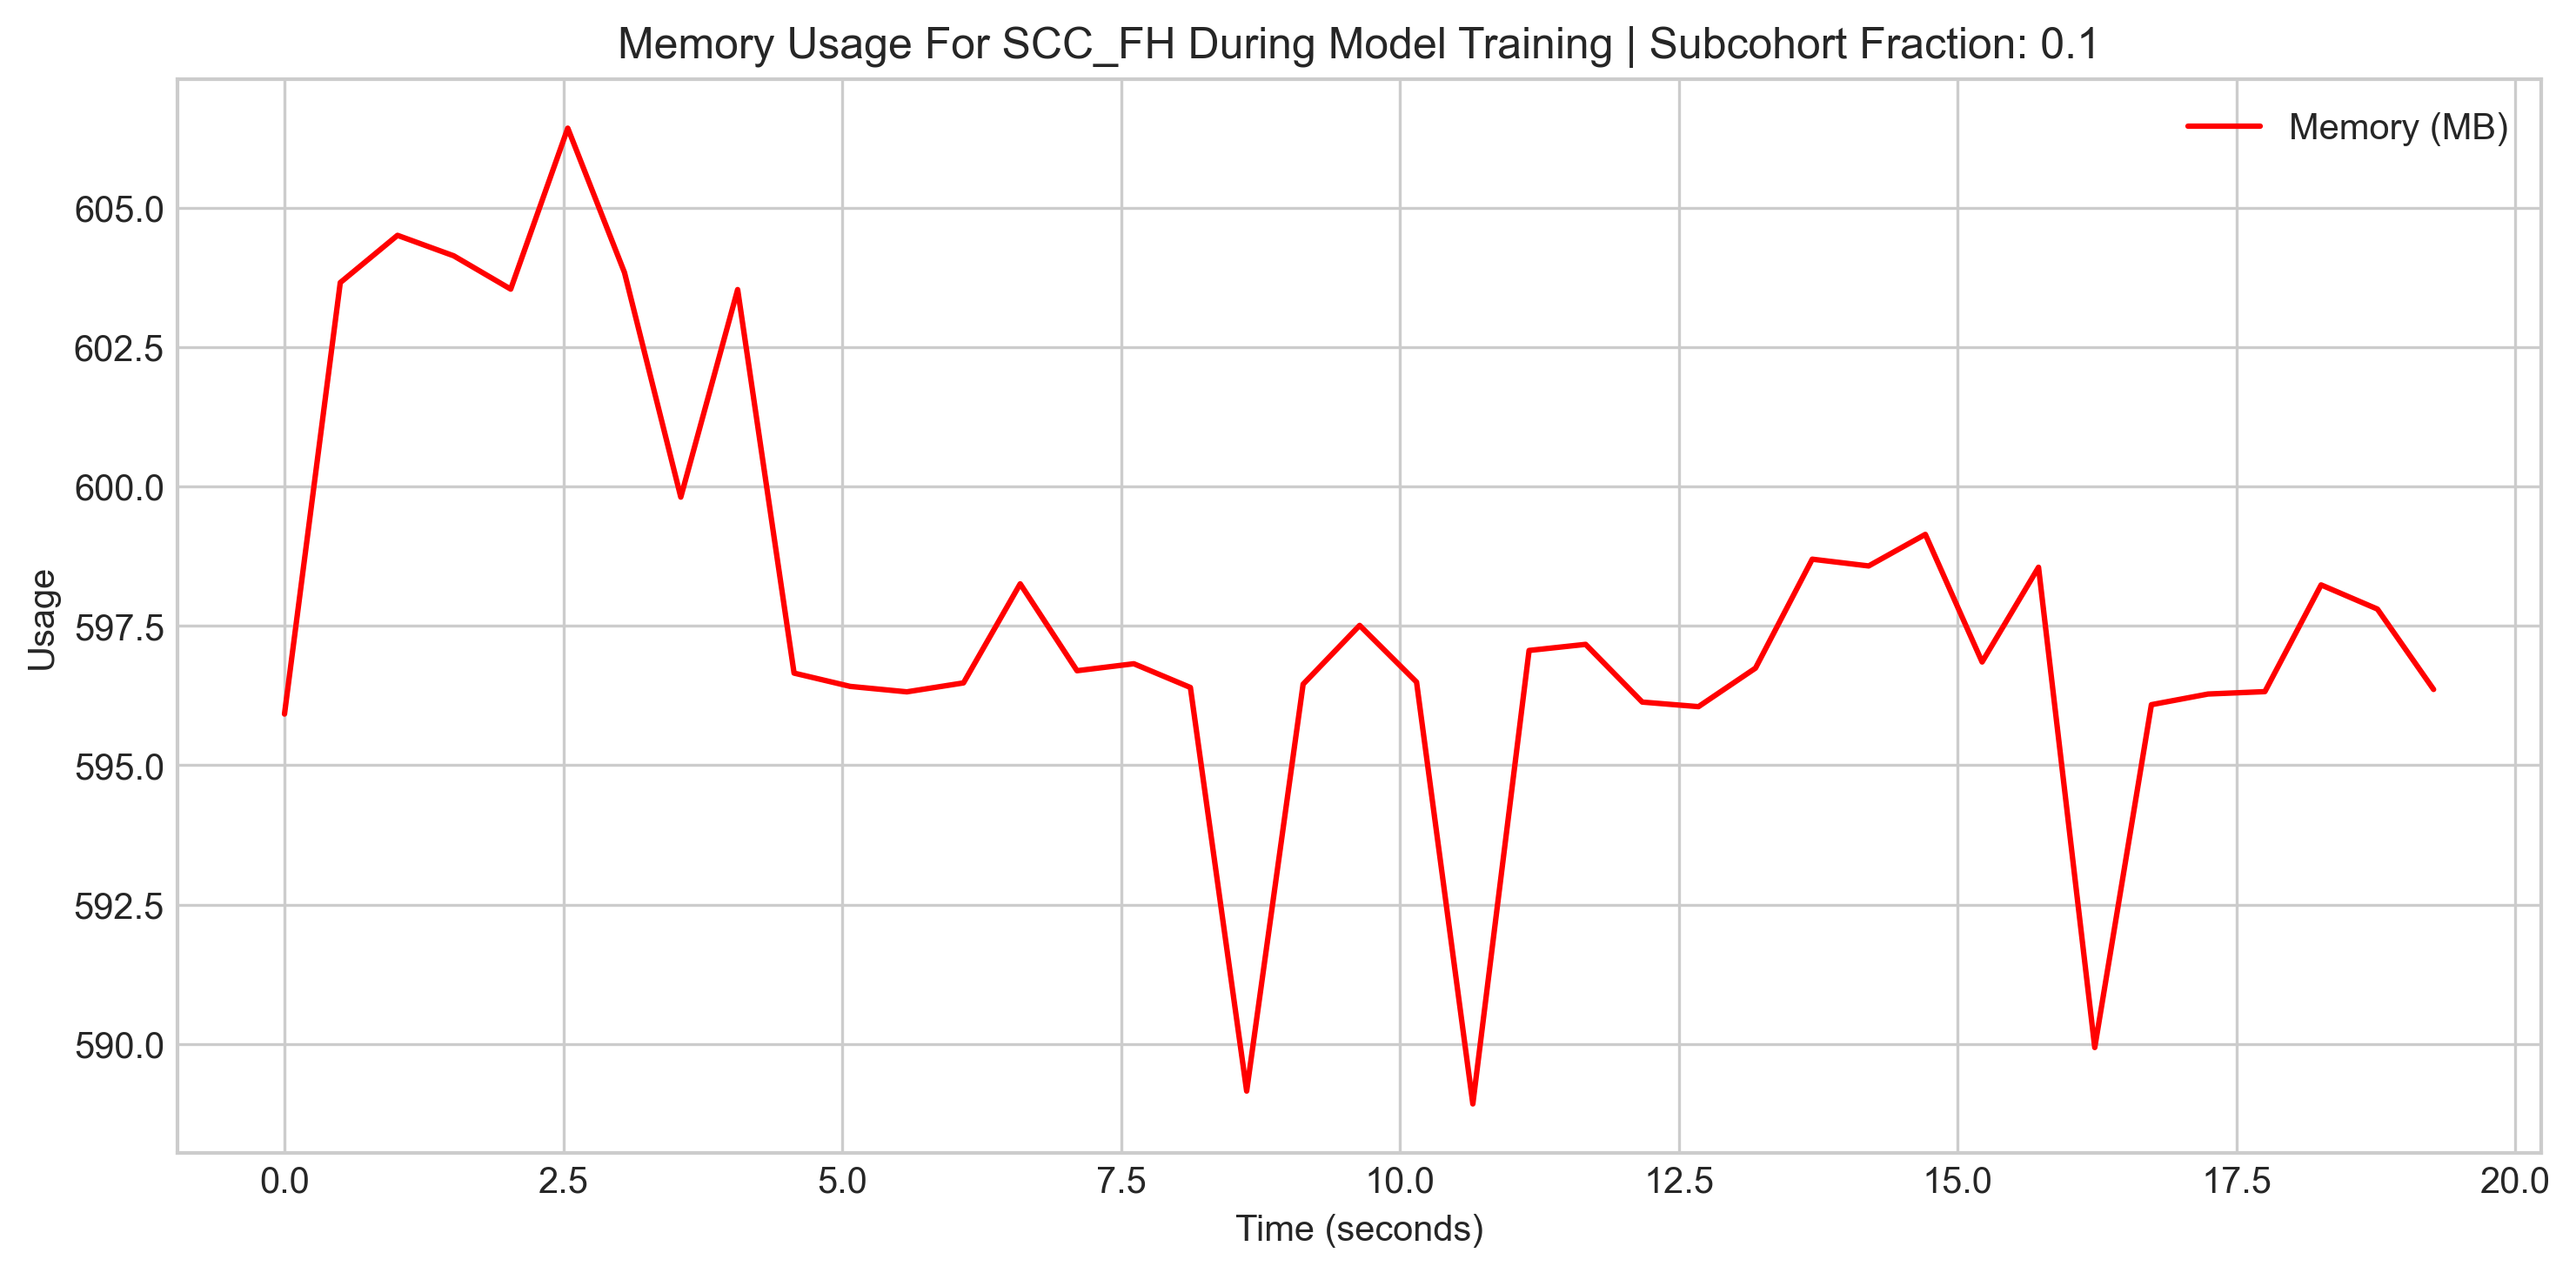 Memory Usage For SCC_FH During Model Training | Subcohort Fraction: 0.1
Memory (MB)
605.0
602.5
600.0
597.5
595.0
592.5
590.0
Usage
0.0 2.5 5.0 7.5 10.0 12.5 15.0 17.5 20.0
Time (seconds)